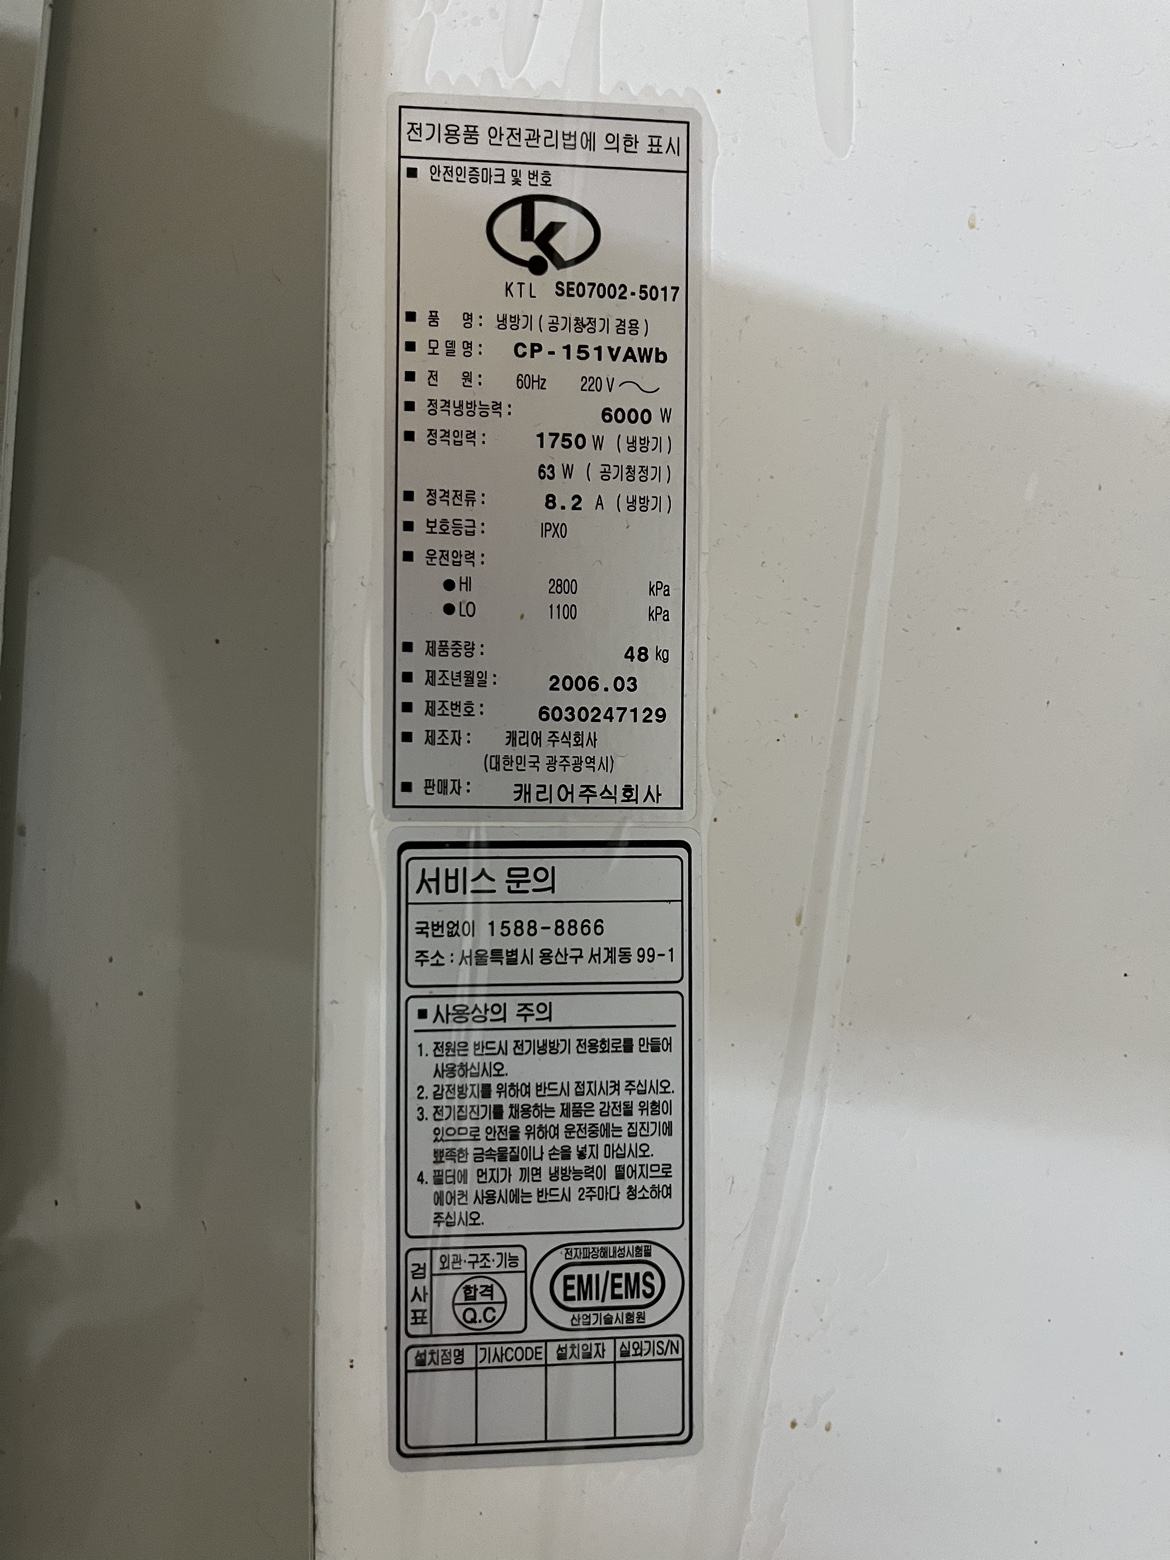 전기용품 안전관리법에 의한 표시
■ 안전인증마크 및 번호
KTL SE07002-5017
■ 품 명: 냉방기 ( 공기청정기 겸용 )
■ 모델명: CP-151VAWb
■ 전 원: 60Hz 220V ~
■ 정격냉방능력: 6000 W
■ 정격입력: 1750 W ( 냉방기 )
63 W ( 공기청정기 )
■ 정격전류: 8.2 A ( 냉방기 )
■ 보호등급: IPX0
■ 운전압력:
● HI 2800 kPa
● LO 1100 kPa
■ 제품중량: 48 kg
■ 제조년월일: 2006.03
■ 제조번호: 6030247129
■ 제조자: 캐리어 주식회사
(대한민국 광주광역시)
■ 판매자: 캐리어주식회사
서비스 문의
국번없이 1588-8866
주소 : 서울특별시 용산구 서계동 99-1
■ 사용상의 주의
1. 전원은 반드시 전기냉방기 전용회로를 만들어
사용하십시오.
2. 감전방지를 위하여 반드시 접지시켜 주십시오.
3. 전기집진기를 채용하는 제품은 감전될 위험이
있으므로 안전을 위하여 운전중에는 집진기에
뾰족한 금속물질이나 손을 넣지 마십시오.
4. 필터에 먼지가 끼면 냉방능력이 떨어지므로
에어컨 사용시에는 반드시 2주마다 청소하여
주십시오.
검사표
외관·구조·기능
합격
Q.C
전자파장해내성시험필
EMI/EMS
산업기술시험원
설치점명 기사CODE 설치일자 실외기S/N